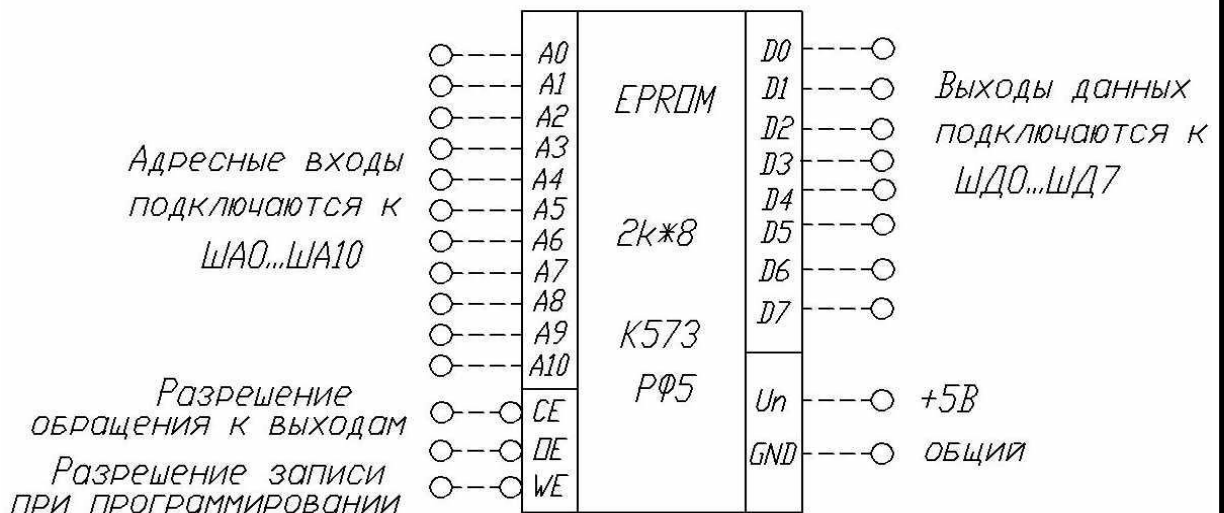 Адресные входы
подключаются к
ША0...ША10
Разрешение
обращения к выходам
Разрешение записи
при программировании
A0
A1
A2
A3
A4
A5
A6
A7
A8
A9
A10
CE
OE
WE
EPROM
2k*8
К573
РФ5
D0
D1
D2
D3
D4
D5
D6
D7
Uп
GND
Выходы данных
подключаются к
ШД0...ШД7
+5В
общий